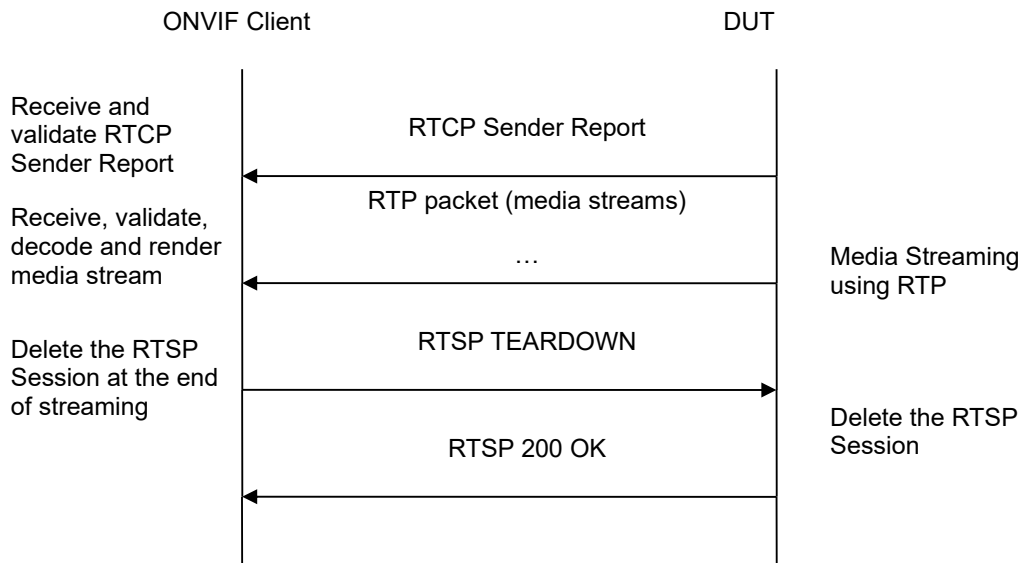 ONVIF Client
DUT
Receive and
validate RTCP
Sender Report
RTCP Sender Report
RTP packet (media streams)
Receive, validate,
decode and render
media stream
…
Media Streaming
using RTP
RTSP TEARDOWN
Delete the RTSP
Session at the end
of streaming
Delete the RTSP
Session
RTSP 200 OK